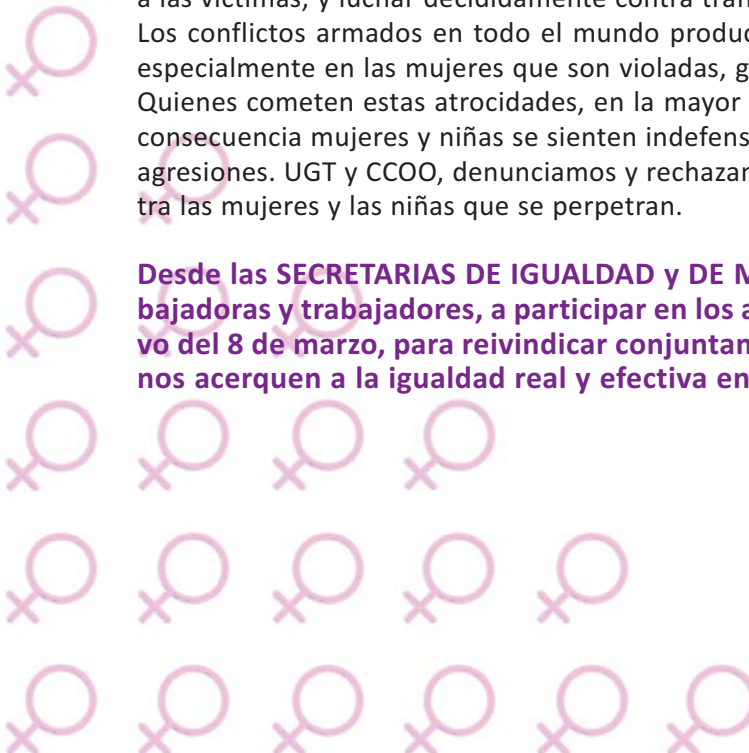 a las víctimas, y luchar decididamente contra
Los conflictos armados en todo el mundo
especialmente en las mujeres que son violadas,
Quienes cometen estas atrocidades, en la mayor
consecuencia mujeres y niñas se sienten
agresiones. UGT y CCOO, denunciamos y
tra las mujeres y las niñas que se perpetran.
Desde las SECRETARIAS DE IGUALDAD y DE
bajadoras y trabajadores, a participar en los
vo del 8 de marzo, para reivindicar
nos acerquen a la igualdad real y efectiva en